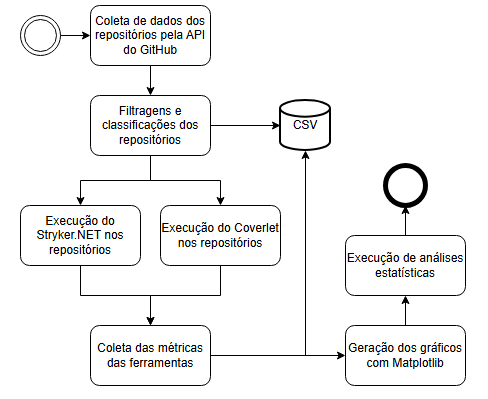 Coleta de dados dos
repositórios pela API
do GitHub
Filtragens e
classificações dos
repositórios
CSV
Execução do
Stryker.NET nos
repositórios
Execução do Coverlet
nos repositórios
Coleta das métricas
das ferramentas
Geração dos gráficos
com Matplotlib
Execução de análises
estatísticas